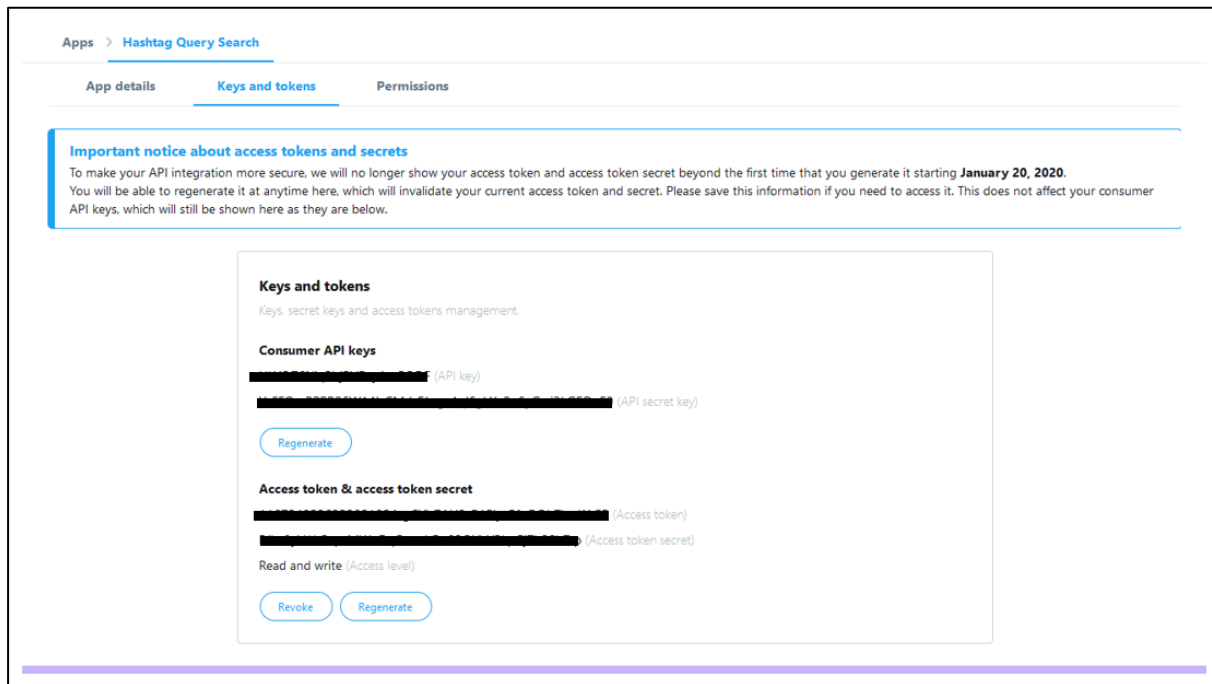 Apps > Hashtag Query Search
App details Keys and tokens Permissions
Important notice about access tokens and secrets
To make your API integration more secure, we will no longer show your access token and access token secret beyond the first time that you generate it starting January 20, 2020.
You will be able to regenerate it at anytime here, which will invalidate your current access token and secret. Please save this information if you need to access it. This does not affect your consumer
API keys, which will still be shown here as they are below.
Keys and tokens
Keys, secret keys and access tokens management.
Consumer API keys
(API key)
(API secret key)
Regenerate
Access token & access token secret
(Access token)
(Access token secret)
Read and write (Access level)
Revoke Regenerate